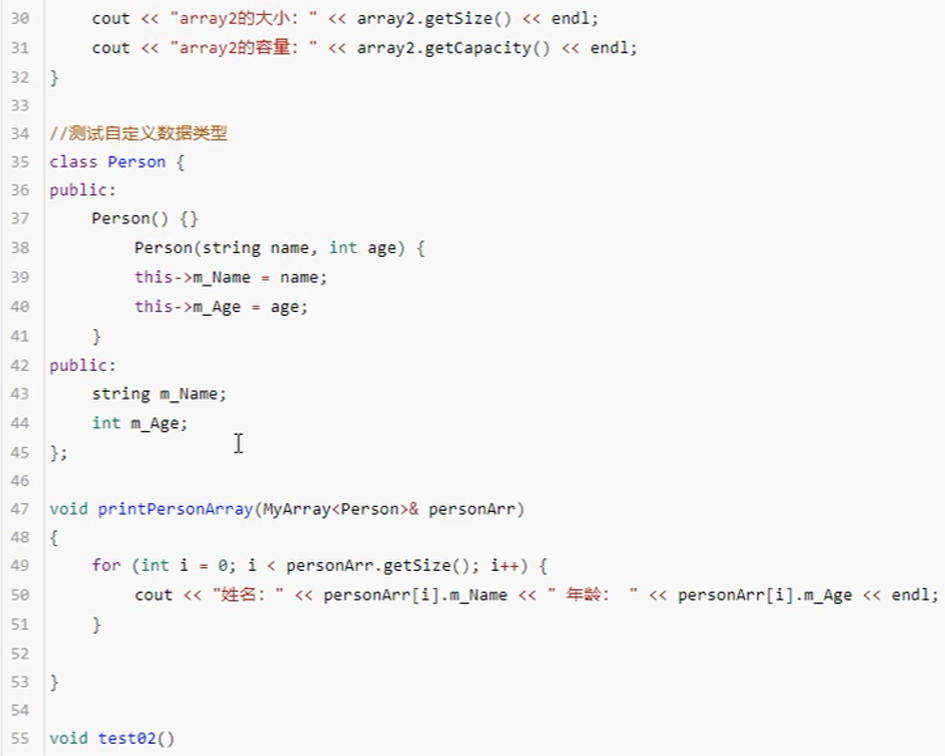 30 cout << "array2的大小：" << array2.getSize() << endl;
31 cout << "array2的容量：" << array2.getCapacity() << endl;
32 }
33
34 //测试自定义数据类型
35 class Person {
36 public:
37 Person() {}
38 Person(string name, int age) {
39 this->m_Name = name;
40 this->m_Age = age;
41 }
42 public:
43 string m_Name;
44 int m_Age;
45 };
46
47 void printPersonArray(MyArray<Person>& personArr)
48 {
49 for (int i = 0; i < personArr.getSize(); i++) {
50 cout << "姓名：" << personArr[i].m_Name << " 年龄： " << personArr[i].m_Age << endl;
51 }
52
53 }
54
55 void test02()